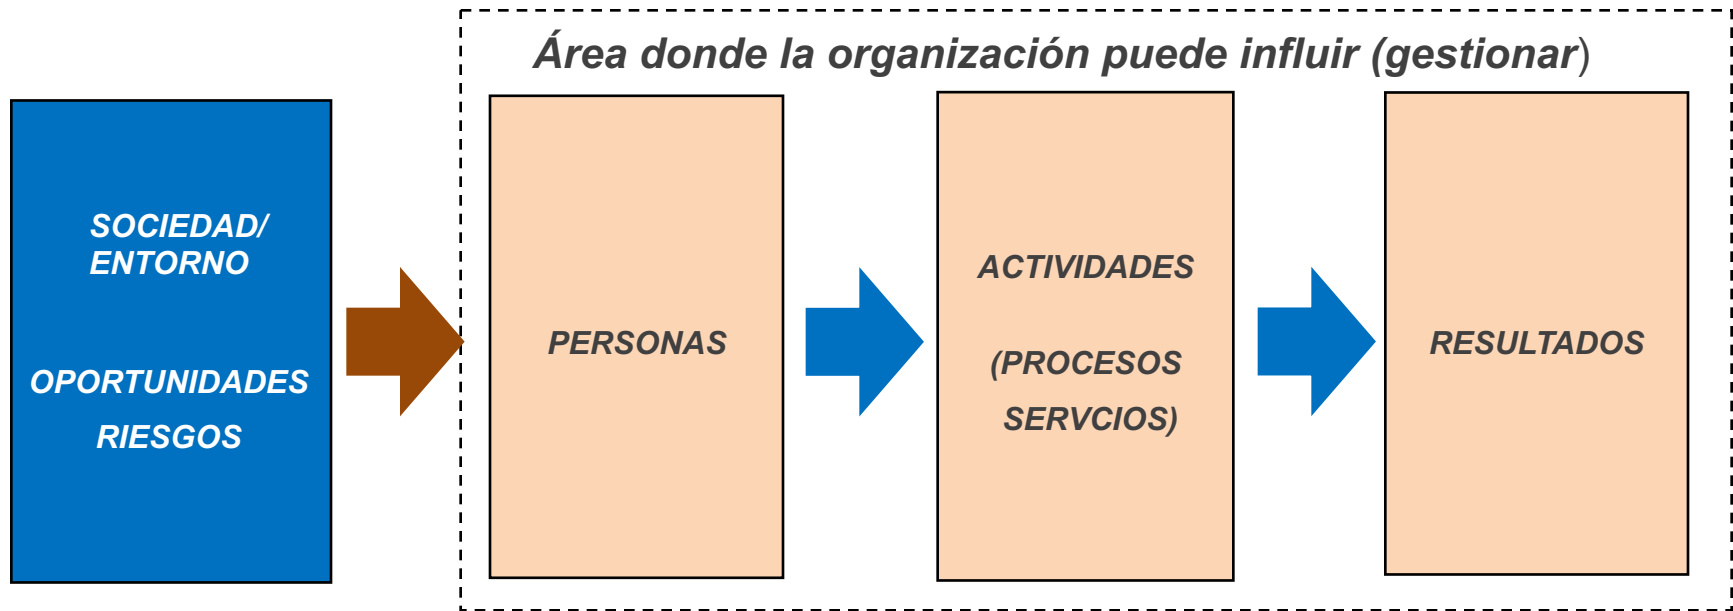 Área donde la organización puede influir (gestionar)
SOCIEDAD/
ENTORNO
OPORTUNIDADES
RIESGOS
PERSONAS
ACTIVIDADES
(PROCESOS
SERVCIOS)
RESULTADOS